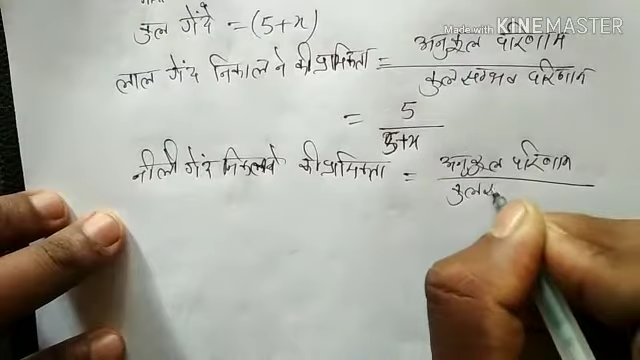 Made with KINEMASTER
कुल गेंदे = (5+x)
लाल गेंद निकालने की प्रायिकता = अनुकूल परिणाम
कुल सम्भव परिणाम
= 5
5+x
नीली गेंद निकलने की प्रायिकता = अनुकूल परिणाम
कुल स